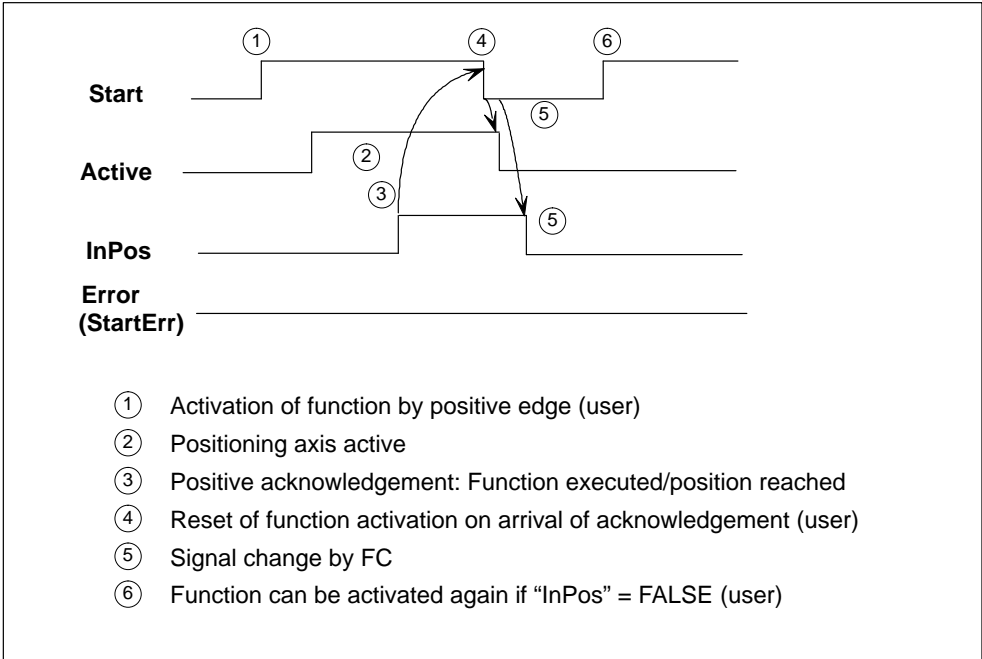 ① ④ ⑥
Start
⑤
②
Active
③
⑤
InPos
Error
(StartErr)
① Activation of function by positive edge (user)
② Positioning axis active
③ Positive acknowledgement: Function executed/position reached
④ Reset of function activation on arrival of acknowledgement (user)
⑤ Signal change by FC
⑥ Function can be activated again if “InPos” = FALSE (user)